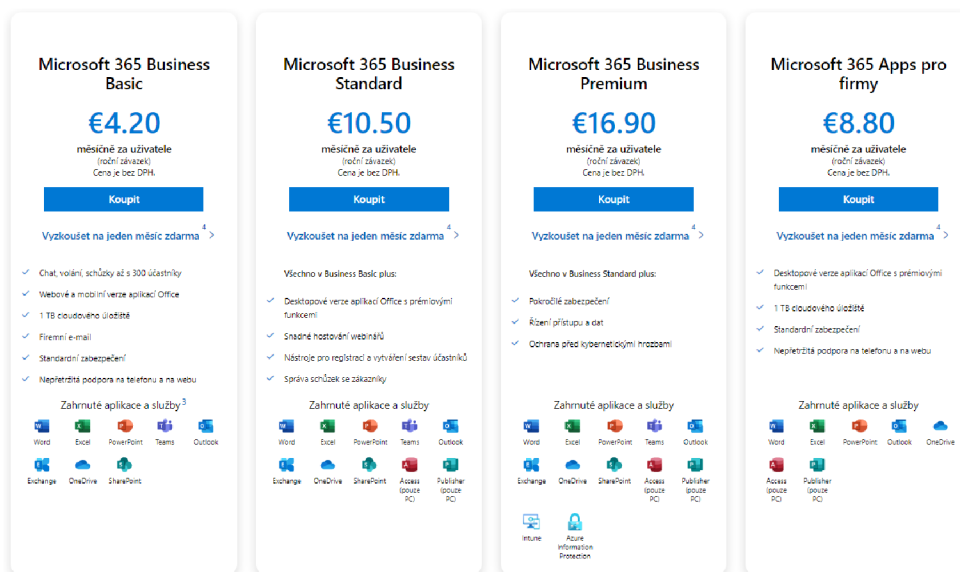 Microsoft 365 Business
Basic
€4.20
měsíčně za uživatele
(roční závazek)
Cena je bez DPH.
Koupit
Vyzkoušet na jeden měsíc zdarma 4
Chat, volání, schůzky až s 300 účastníky
Webové a mobilní verze aplikací Office
1 TB cloudového úložiště
Firemní e-mail
Standardní zabezpečení
Nepřetržitá podpora na telefonu a na webu
Zahrnuté aplikace a služby 3
Word Excel PowerPoint Teams Outlook
Exchange OneDrive SharePoint
Microsoft 365 Business
Standard
€10.50
měsíčně za uživatele
(roční závazek)
Cena je bez DPH.
Koupit
Vyzkoušet na jeden měsíc zdarma 4
Všechno v Business Basic plus:
Desktopové verze aplikací Office s prémiovými
funkcemi
Snadné hostování webinářů
Nástroje pro registraci a vytváření sestav účastníků
Správa schůzek se zákazníky
Zahrnuté aplikace a služby
Word Excel PowerPoint Teams Outlook
Exchange OneDrive SharePoint Access Publisher
(pouze (pouze
PC) PC)
Microsoft 365 Business
Premium
€16.90
měsíčně za uživatele
(roční závazek)
Cena je bez DPH.
Koupit
Vyzkoušet na jeden měsíc zdarma 4
Všechno v Business Standard plus:
Pokročilé zabezpečení
Řízení přístupu a dat
Ochrana před kybernetickými hrozbami
Zahrnuté aplikace a služby
Word Excel PowerPoint Teams Outlook
Exchange OneDrive SharePoint Access Publisher
(pouze (pouze
PC) PC)
Intune Azure
Information
Protection
Microsoft 365 Apps pro
firmy
€8.80
měsíčně za uživatele
(roční závazek)
Cena je bez DPH.
Koupit
Vyzkoušet na jeden měsíc zdarma 4
Desktopové verze aplikací Office s prémiovými
funkcemi
1 TB cloudového úložiště
Standardní zabezpečení
Nepřetržitá podpora na telefonu a na webu
Zahrnuté aplikace a služby
Word Excel PowerPoint Outlook OneDrive
Access Publisher
(pouze (pouze
PC) PC)